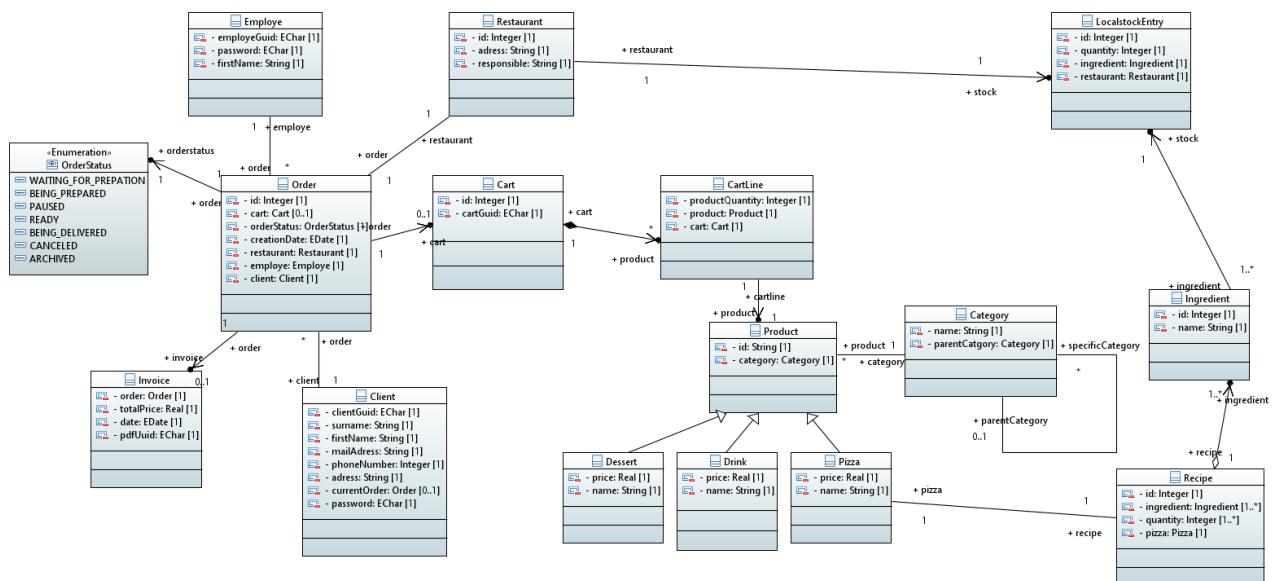 Employe
- employeGuid: EChar [1]
- password: EChar [1]
- firstName: String [1]
Restaurant
- id: Integer [1]
- adress: String [1]
- responsible: String [1]
LocalstockEntry
- id: Integer [1]
- quantity: Integer [1]
- ingredient: Ingredient [1]
- restaurant: Restaurant [1]
+ restaurant
1
1
+ stock
1
+ employe
1
+ restaurant
+ stock
1
«Enumeration»
OrderStatus
WAITING_FOR_PREPATION
BEING_PREPARED
PAUSED
READY
BEING_DELIVERED
CANCELED
ARCHIVED
+ orderstatus
1
1
+ order
+ order
*
+ order
1
Order
- id: Integer [1]
- cart: Cart [0..1]
- orderStatus: OrderStatus [1]
- creationDate: EDate [1]
- restaurant: Restaurant [1]
- employe: Employe [1]
- client: Client [1]
+ order
1
0..1
+ cart
Cart
- id: Integer [1]
- cartGuid: EChar [1]
+ cart
1
*
+ product
CartLine
- productQuantity: Integer [1]
- product: Product [1]
- cart: Cart [1]
1
+ cartline
+ product
1
Product
- id: String [1]
- category: Category [1]
+ product
1
*
+ category
Category
- name: String [1]
- parentCatgory: Category [1]
+ specificCategory
*
+ parentCategory
0..1
1..*
+ ingredient
Ingredient
- id: Integer [1]
- name: String [1]
1..*
+ ingredient
1
+ order
+ invoice
0..1
Invoice
- order: Order [1]
- totalPrice: Real [1]
- date: EDate [1]
- pdfUuid: EChar [1]
*
+ order
+ client
1
Client
- clientGuid: EChar [1]
- surname: String [1]
- firstName: String [1]
- mailAdress: String [1]
- phoneNumber: Integer [1]
- adress: String [1]
- currentOrder: Order [0..1]
- password: EChar [1]
Dessert
- price: Real [1]
- name: String [1]
Drink
- price: Real [1]
- name: String [1]
Pizza
- price: Real [1]
- name: String [1]
+ pizza
1
1
+ recipe
+ recipe
1
Recipe
- id: Integer [1]
- ingredient: Ingredient [1..*]
- quantity: Integer [1..*]
- pizza: Pizza [1]